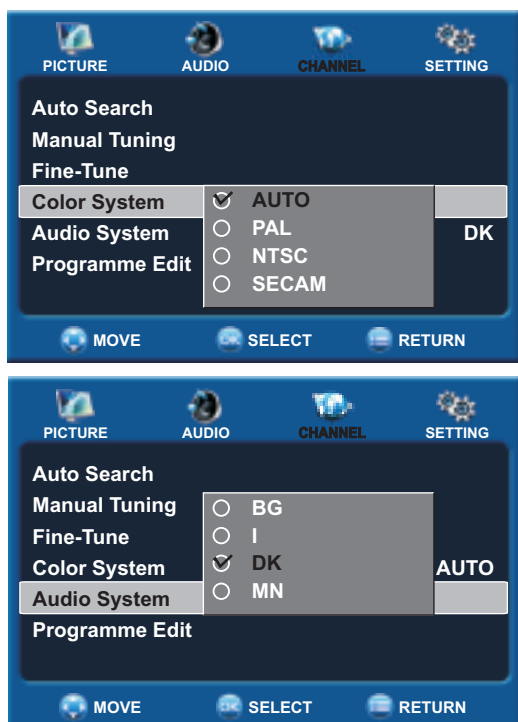 PICTURE AUDIO CHANNEL SETTING
Auto Search
Manual Tuning
Fine-Tune
Color System AUTO
Audio System PAL DK
Programme Edit NTSC
SECAM
MOVE OK SELECT RETURN
PICTURE AUDIO CHANNEL SETTING
Auto Search
Manual Tuning BG
Fine-Tune I
Color System DK AUTO
Audio System MN
Programme Edit
MOVE OK SELECT RETURN